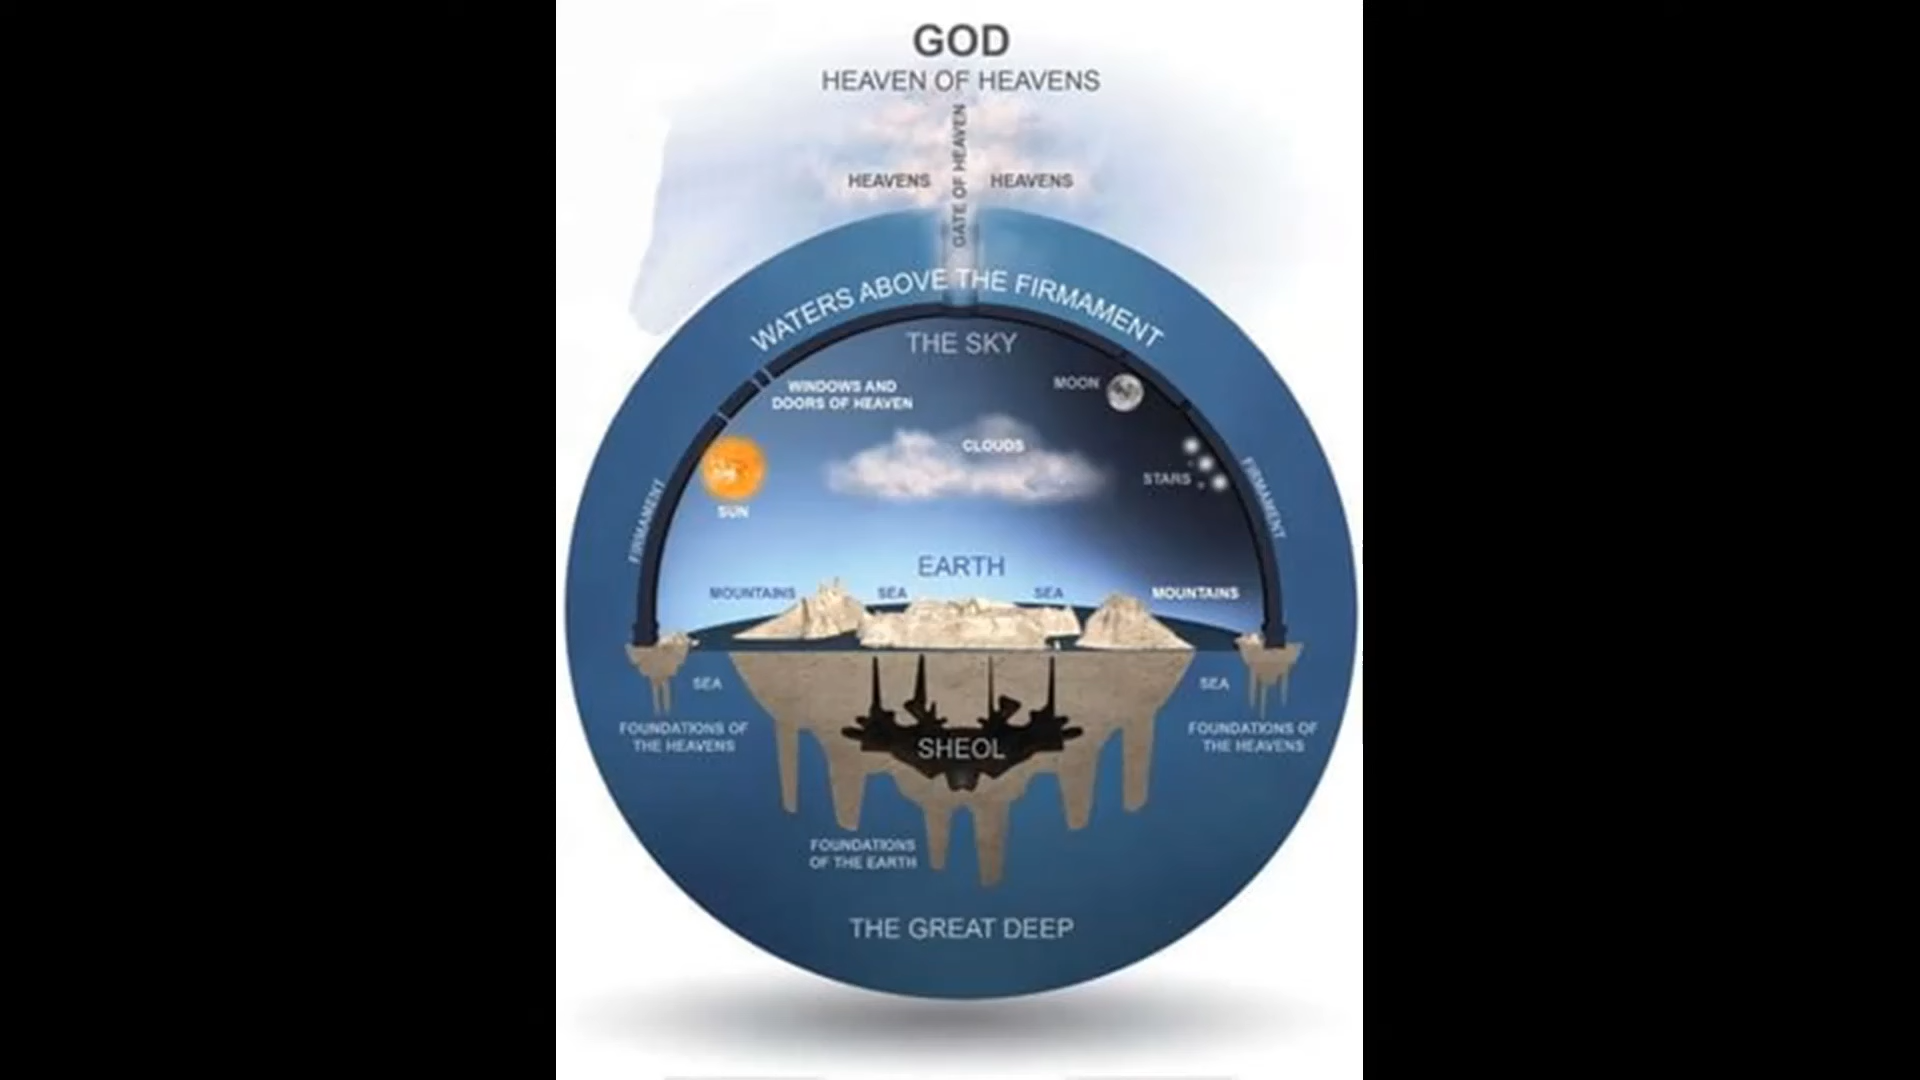 GOD
HEAVEN OF HEAVENS
GATE OF HEAVEN
HEAVENS
HEAVENS
WATERS ABOVE THE FIRMAMENT
THE SKY
WINDOWS AND
DOORS OF HEAVEN
MOON
CLOUDS
STARS
SUN
FIRMAMENT
FIRMAMENT
EARTH
MOUNTAINS
SEA
SEA
MOUNTAINS
SEA
SEA
FOUNDATIONS OF
THE HEAVENS
FOUNDATIONS OF
THE HEAVENS
SHEOL
FOUNDATIONS
OF THE EARTH
THE GREAT DEEP